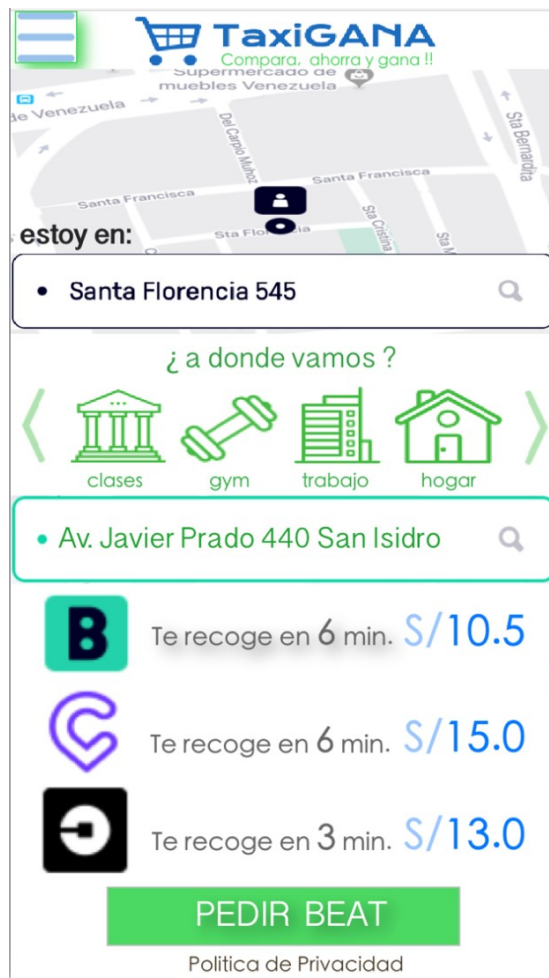 TaxiGANA
Compara, ahorra y gana !!
Supermercado de
muebles Venezuela
de Venezuela
Del Carpio Muñoz
Sta Bernardita
Santa Francisca
Santa Francisca
Sta Cristina
estoy en:
Santa Florencia 545
¿ a donde vamos ?
clases gym trabajo hogar
Av. Javier Prado 440 San Isidro
B Te recoge en 6 min. S/10.5
Te recoge en 6 min. S/15.0
Te recoge en 3 min. S/13.0
PEDIR BEAT
Politica de Privacidad